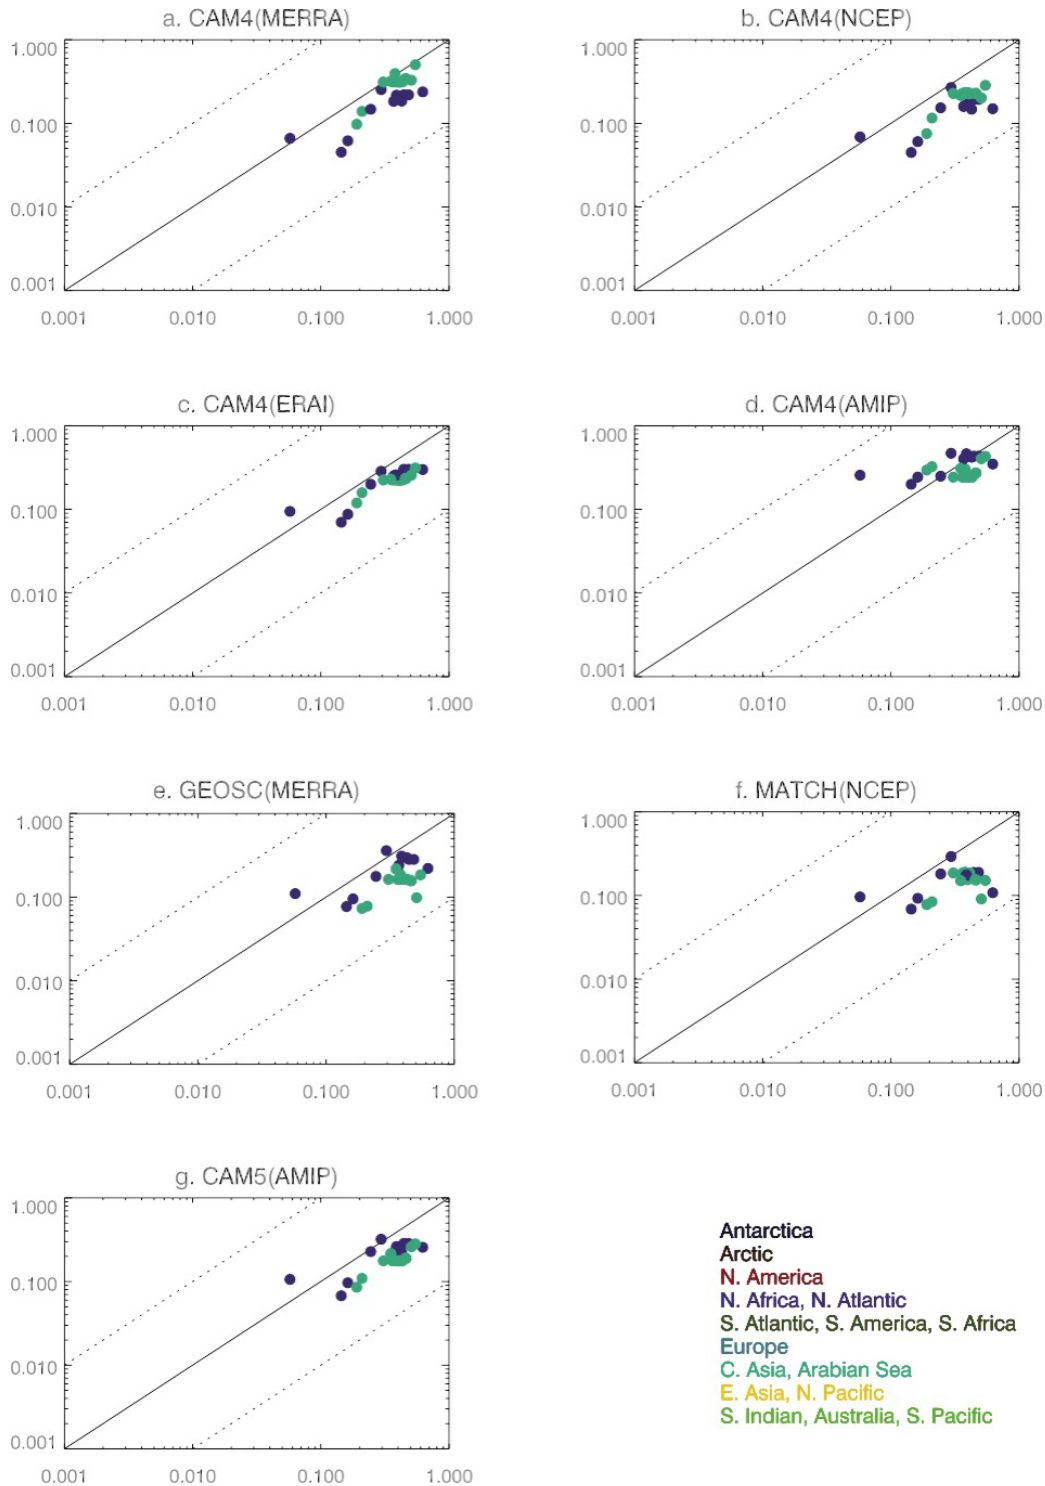 a. CAM4(MERRA)
1.000
0.100
0.010
0.001
0.001 0.010 0.100 1.000
b. CAM4(NCEP)
1.000
0.100
0.010
0.001
0.001 0.010 0.100 1.000
c. CAM4(ERAI)
1.000
0.100
0.010
0.001
0.001 0.010 0.100 1.000
d. CAM4(AMIP)
1.000
0.100
0.010
0.001
0.001 0.010 0.100 1.000
e. GEOSC(MERRA)
1.000
0.100
0.010
0.001
0.001 0.010 0.100 1.000
f. MATCH(NCEP)
1.000
0.100
0.010
0.001
0.001 0.010 0.100 1.000
g. CAM5(AMIP)
1.000
0.100
0.010
0.001
0.001 0.010 0.100 1.000
Antarctica
Arctic
N. America
N. Africa, N. Atlantic
S. Atlantic, S. America, S. Africa
Europe
C. Asia, Arabian Sea
E. Asia, N. Pacific
S. Indian, Australia, S. Pacific